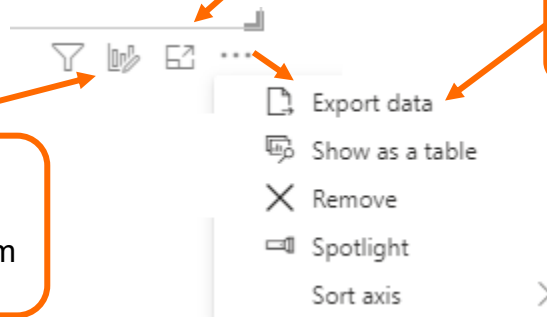 Export data
Show as a table
Remove
Spotlight
Sort axis